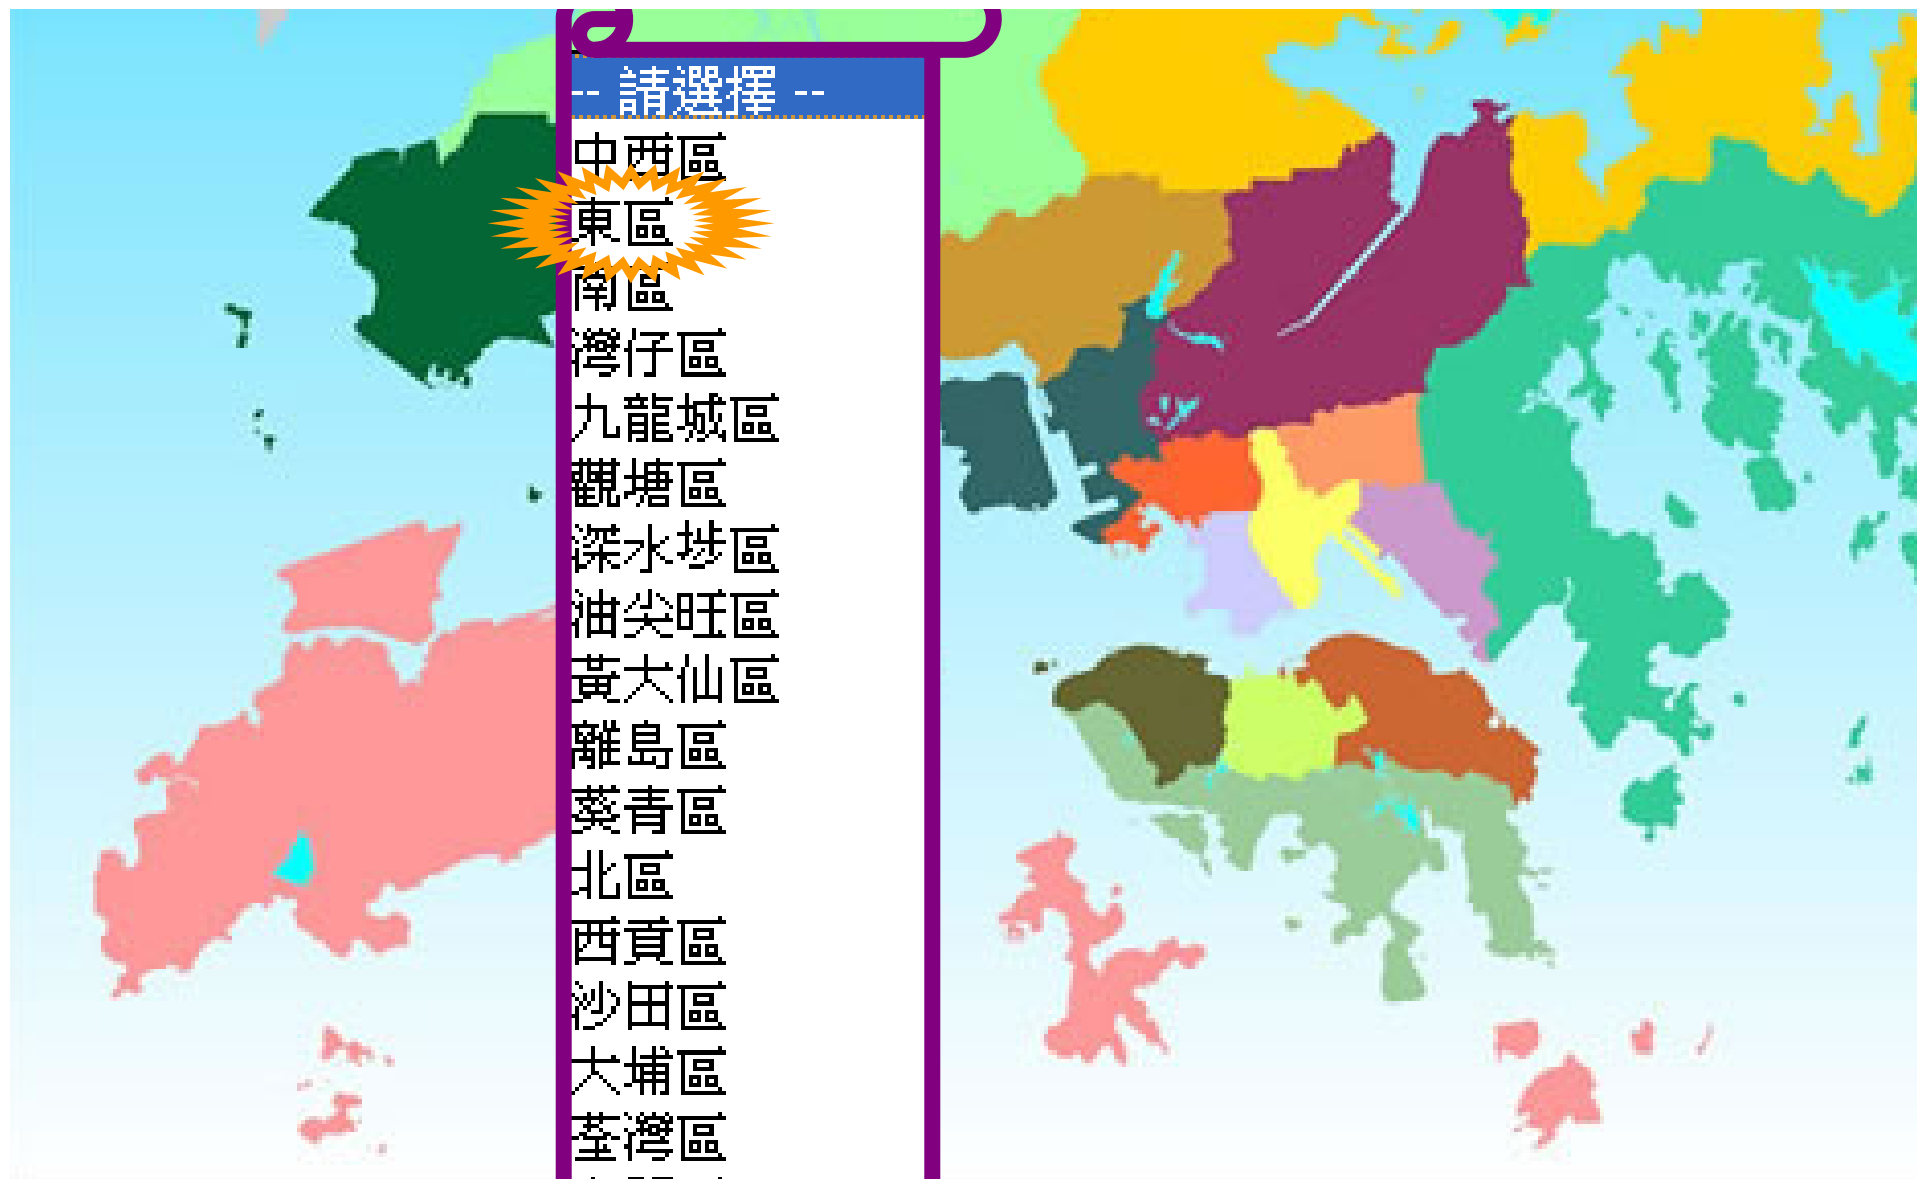 -- 請選擇 --
中西區
東區
南區
灣仔區
九龍城區
觀塘區
深水埗區
油尖旺區
黃大仙區
離島區
葵青區
北區
西貢區
沙田區
大埔區
荃灣區